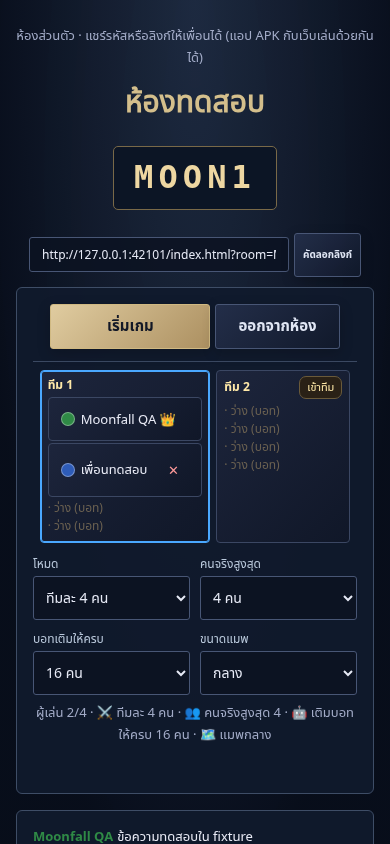 ห้องส่วนตัว · แชร์รหัสหรือลิงก์ให้เพื่อนได้ (แอป APK กับเว็บเล่นด้วยกัน
ได้)
ห้องทดสอบ
MOON1
http://127.0.0.1:42101/index.html?room=M
คัดลอกลิงก์
เริ่มเกม
ออกจากห้อง
ทีม 1
Moonfall QA 👑
เพื่อนทดสอบ ✕
· ว่าง (บอท)
· ว่าง (บอท)
ทีม 2
เข้าทีม
· ว่าง (บอท)
· ว่าง (บอท)
· ว่าง (บอท)
· ว่าง (บอท)
โหมด
ทีมละ 4 คน
คนจริงสูงสุด
4 คน
บอทเติมให้ครบ
16 คน
ขนาดแมพ
กลาง
ผู้เล่น 2/4 · ⚔️ ทีมละ 4 คน · 👥 คนจริงสูงสุด 4 · 🤖 เติมบอท
ให้ครบ 16 คน · 🗺️ แมพกลาง
Moonfall QA ข้อความทดสอบใน fixture